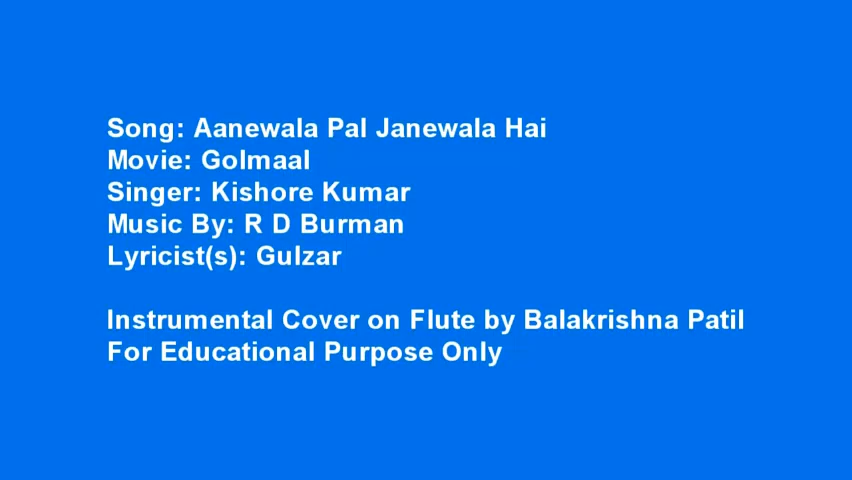 Song: Aanewala Pal Janewala Hai
Movie: Golmaal
Singer: Kishore Kumar
Music By: R D Burman
Lyricist(s): Gulzar
Instrumental Cover on Flute by Balakrishna Patil
For Educational Purpose Only